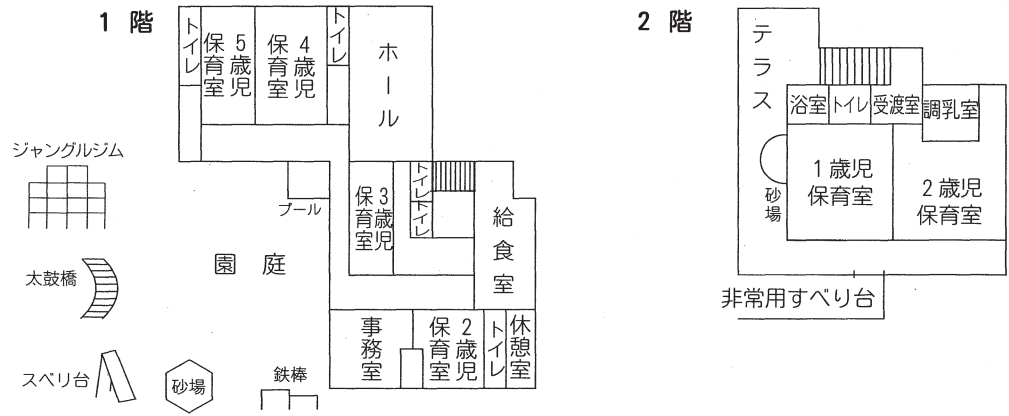 1 階
トイレ
5歳児
保育室
4歳児
保育室
トイレ
ホール
ジャングルジム
プール
3歳児
保育室
トイレ
トイレ
給食室
園庭
太鼓橋
事務室
2歳児
保育室
トイレ
休憩室
スベリ台
砂場
鉄棒
2 階
テラス
浴室
トイレ
受渡室
調乳室
砂場
1歳児
保育室
2歳児
保育室
非常用すべり台